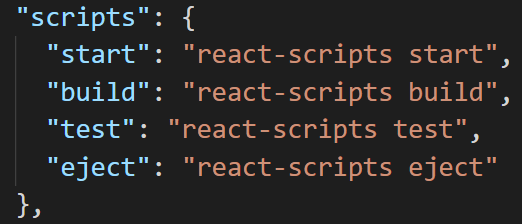 "scripts": {
"start": "react-scripts start",
"build": "react-scripts build",
"test": "react-scripts test",
"eject": "react-scripts eject"
},